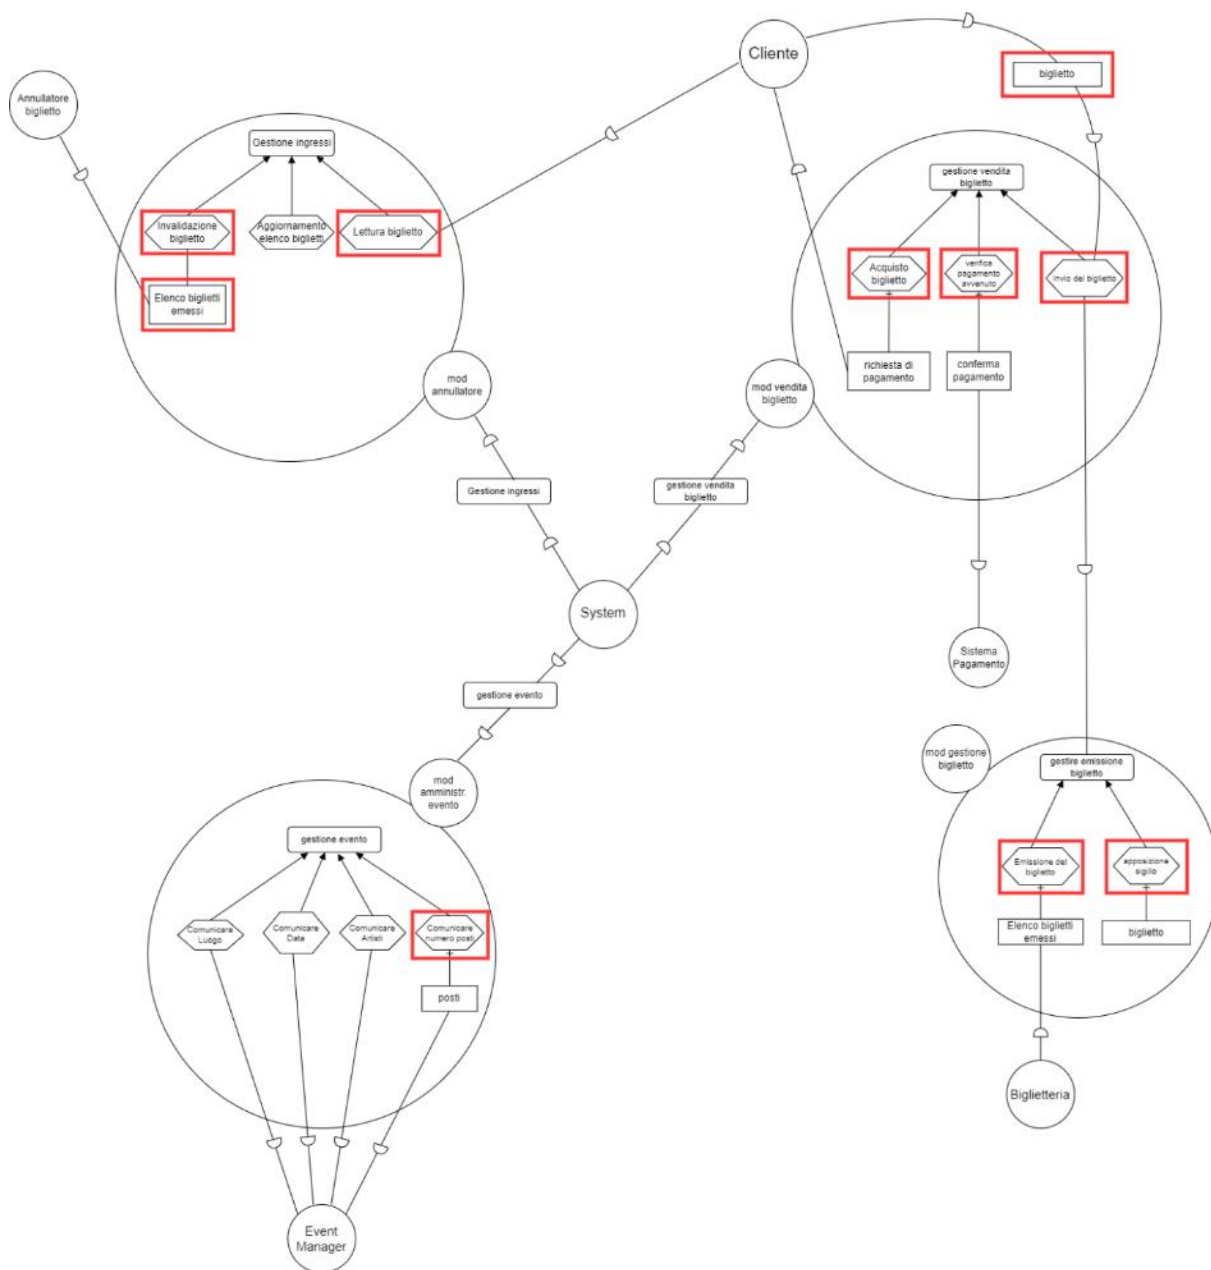 Cliente
biglietto
Annullatore
biglietto
Gestione ingressi
Invalidazione
biglietto
Aggiornamento
elenco biglietti
Lettura biglietto
Elenco biglietti
emessi
mod
annullatore
gestione vendita
biglietto
Acquisto
biglietto
verifica
pagamento
avvenuto
Invio del biglietto
richiesta di
pagamento
conferma
pagamento
mod vendita
biglietto
Gestione ingressi
gestione vendita
biglietto
System
Sistema
Pagamento
gestione evento
mod
amministr.
evento
gestione evento
Comunicare
Luogo
Comunicare
Data
Comunicare
Artisti
Comunicare
numero posti
posti
Event
Manager
mod gestione
biglietto
gestire emissione
biglietto
Emissione del
biglietto
apposizione
sigillo
Elenco biglietti
emessi
biglietto
Biglietteria